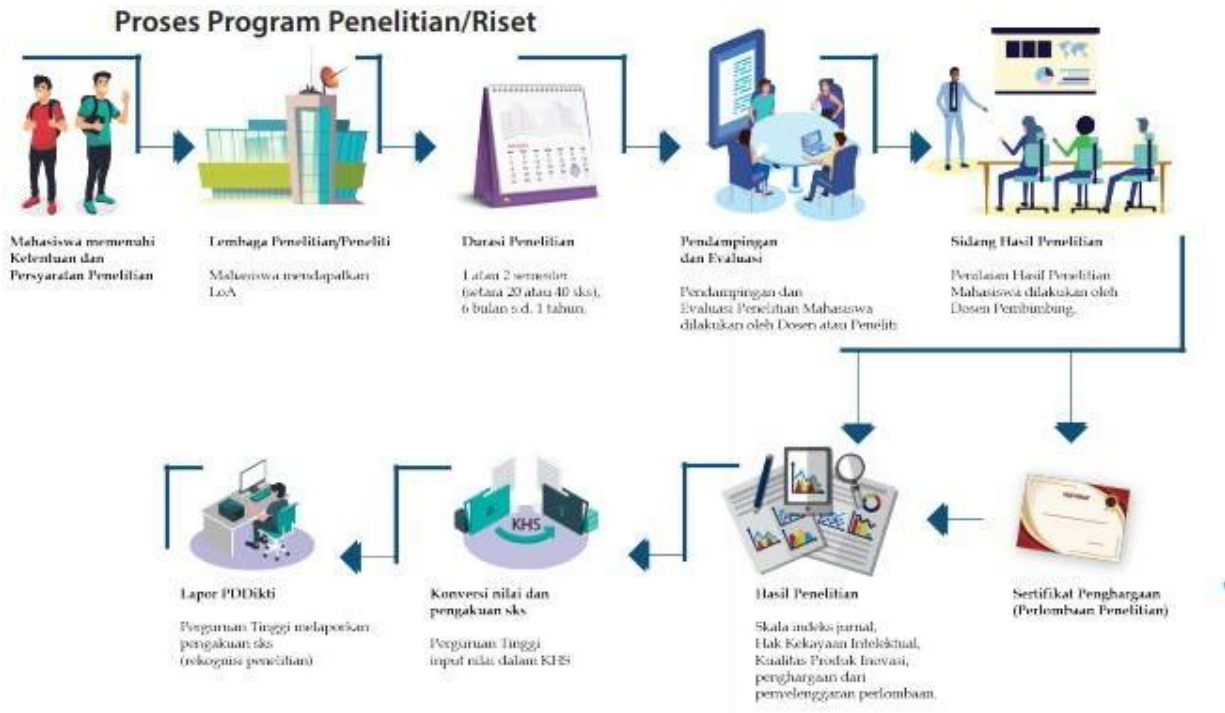 Proses Program Penelitian/Riset
Mahasiswa memenuhi
Ketentuan dan
Persyaratan Penelitian
Lembaga Penelitian/Peneliti
Mahasiswa mendapatkan
LoA
Durasi Penelitian
1 atau 2 semester
(setara 20 atau 40 sks),
6 bulan s.d. 1 tahun.
Pendampingan
dan Evaluasi
Pendampingan dan
Evaluasi Penelitian Mahasiswa
dilakukan oleh Dosen atau Peneliti
Sidang Hasil Penelitian
Penilaian Hasil Penelitian
Mahasiswa dilakukan oleh
Dosen Pembimbing.
Lapor PDDikti
Perguruan Tinggi melaporkan
pengakuan sks
(rekognisi penelitian)
KHS
Konversi nilai dan
pengakuan sks
Perguruan Tinggi
input nilai dalam KHS
Hasil Penelitian
Skala indeks jurnal,
Hak Kekayaan Intelektual,
Kualitas Produk Inovasi,
penghargaan dari
penyelenggaran perlombaan.
Sertifikat Penghargaan
(Perlombaan Penelitian)